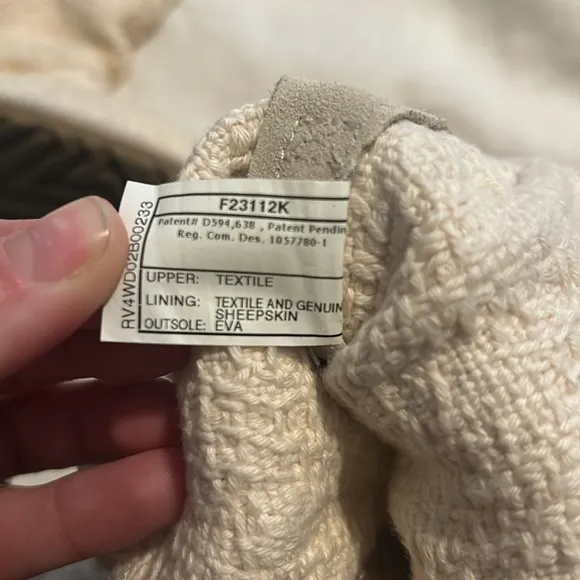 F23112K
Patent# D594,638 , Patent Pendin
Reg. Com. Des. 1057780-1
UPPER: TEXTILE
LINING: TEXTILE AND GENUIN
SHEEPSKIN
OUTSOLE: EVA
RV4WD02B00233